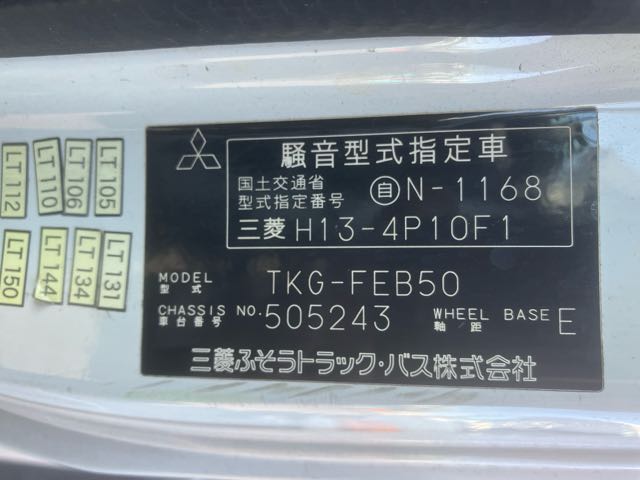 LT 112
LT 110
LT 106
LT 105
LT 150
LT 144
LT 134
LT 131
騒音型式指定車
国土交通省
型式指定番号
自N-1168
三菱 H13-4P10F1
MODEL
型式
TKG-FEB50
CHASSIS NO.
車台番号
505243
WHEEL BASE
軸距
E
三菱ふそうトラック・バス株式会社